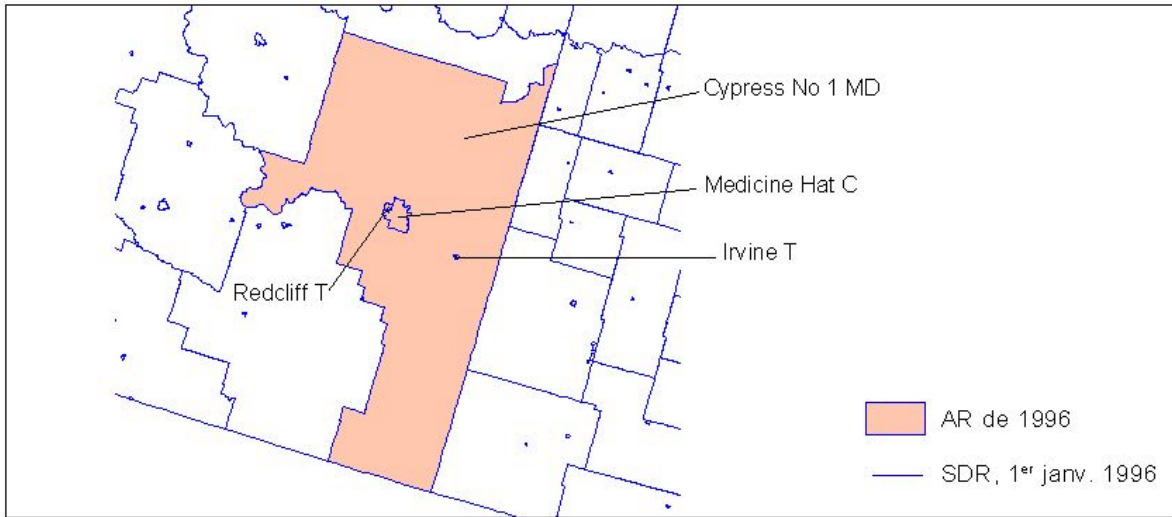 Cypress No 1 MD
Medicine Hat C
Irvine T
Redcliff T
AR de 1996
SDR, 1er janv. 1996